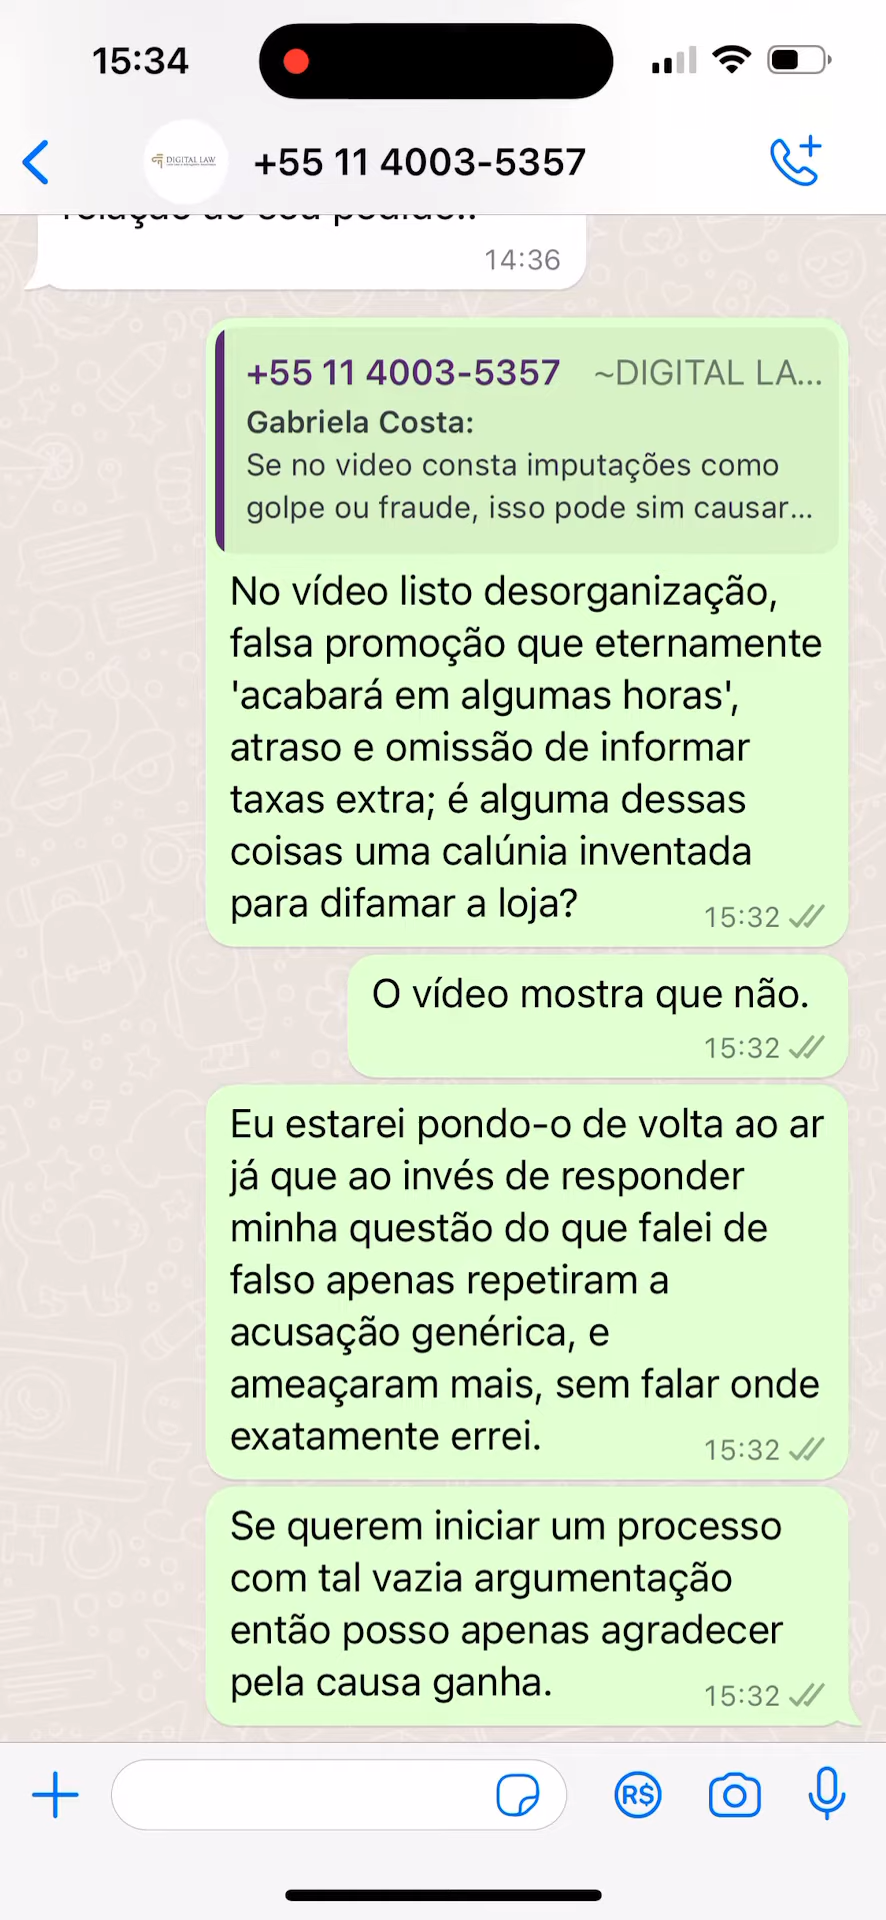 15:34
DIGITAL LAW
+55 11 4003-5357
relação ao seu pedido..
14:36
+55 11 4003-5357 ~DIGITAL LA...
Gabriela Costa:
Se no video consta imputações como
golpe ou fraude, isso pode sim causar...
No vídeo listo desorganização,
falsa promoção que eternamente
'acabará em algumas horas',
atraso e omissão de informar
taxas extra; é alguma dessas
coisas uma calúnia inventada
para difamar a loja?
15:32
O vídeo mostra que não.
15:32
Eu estarei pondo-o de volta ao ar
já que ao invés de responder
minha questão do que falei de
falso apenas repetiram a
acusação genérica, e
ameaçaram mais, sem falar onde
exatamente errei.
15:32
Se querem iniciar um processo
com tal vazia argumentação
então posso apenas agradecer
pela causa ganha.
15:32
R$